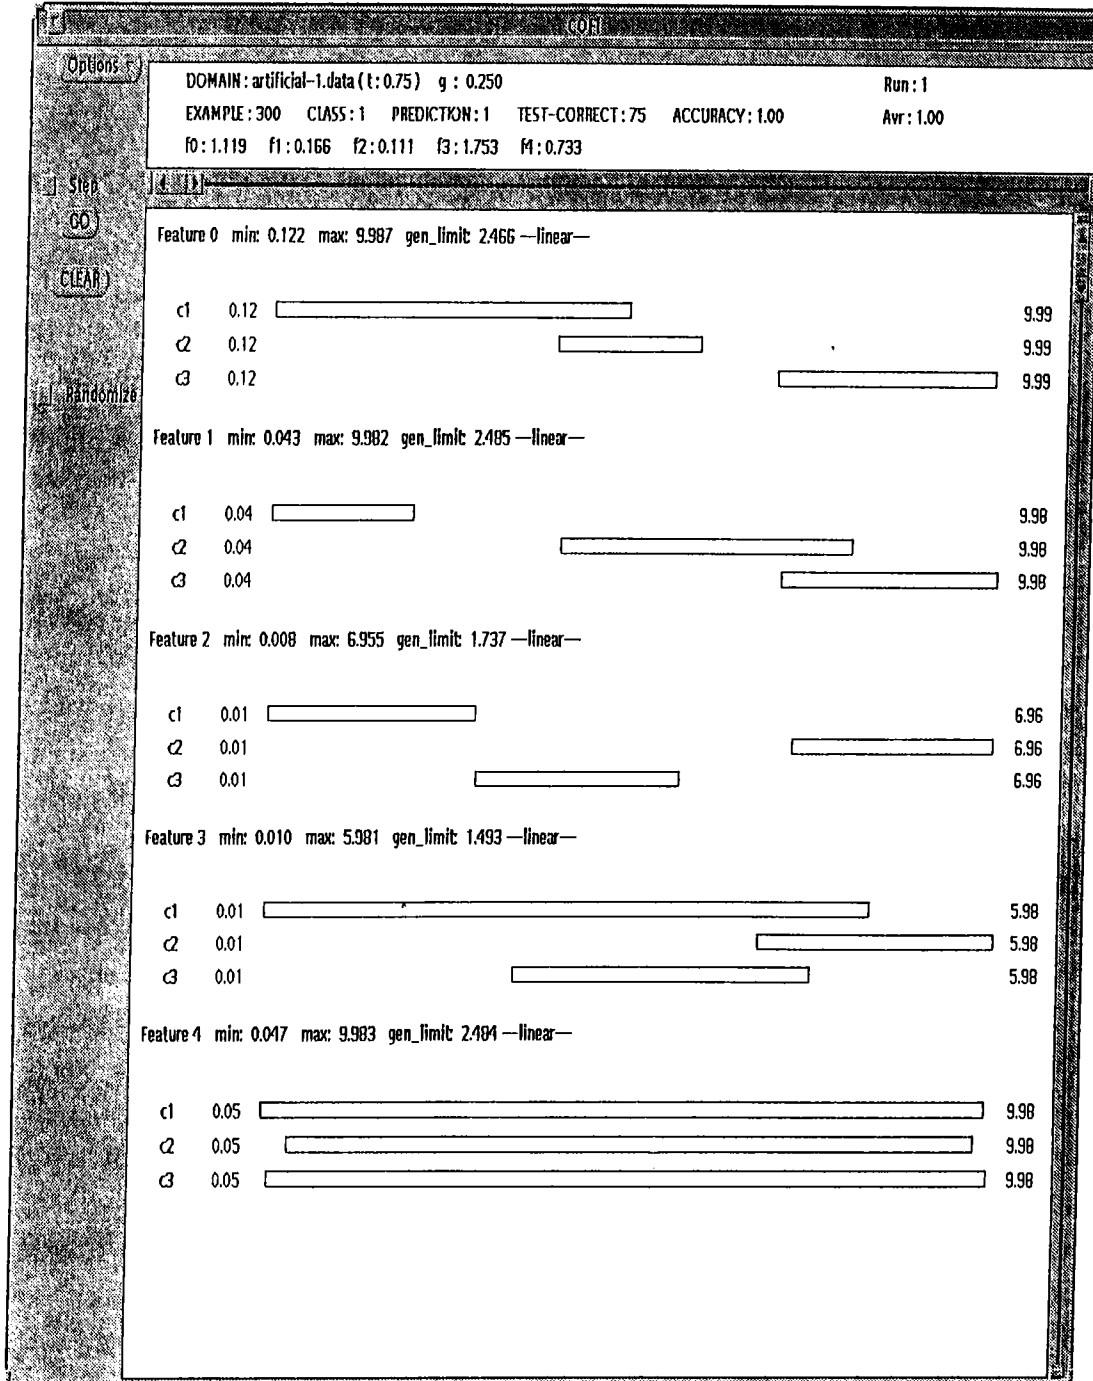 COFI
Options
DOMAIN : artificial-1.data ( t : 0.75 ) g : 0.250 Run : 1
EXAMPLE : 300 CLASS : 1 PREDICTION : 1 TEST-CORRECT : 75 ACCURACY : 1.00 Avr : 1.00
f0 : 1.119 f1 : 0.166 f2 : 0.111 f3 : 1.753 f4 : 0.733
Step
GO
CLEAR
Randomize
Feature 0 min: 0.122 max: 9.987 gen_limit: 2.466 —linear—
c1 0.12 9.99
c2 0.12 9.99
c3 0.12 9.99
Feature 1 min: 0.043 max: 9.982 gen_limit: 2.485 —linear—
c1 0.04 9.98
c2 0.04 9.98
c3 0.04 9.98
Feature 2 min: 0.008 max: 6.955 gen_limit: 1.737 —linear—
c1 0.01 6.96
c2 0.01 6.96
c3 0.01 6.96
Feature 3 min: 0.010 max: 5.981 gen_limit: 1.493 —linear—
c1 0.01 5.98
c2 0.01 5.98
c3 0.01 5.98
Feature 4 min: 0.047 max: 9.983 gen_limit: 2.484 —linear—
c1 0.05 9.98
c2 0.05 9.98
c3 0.05 9.98